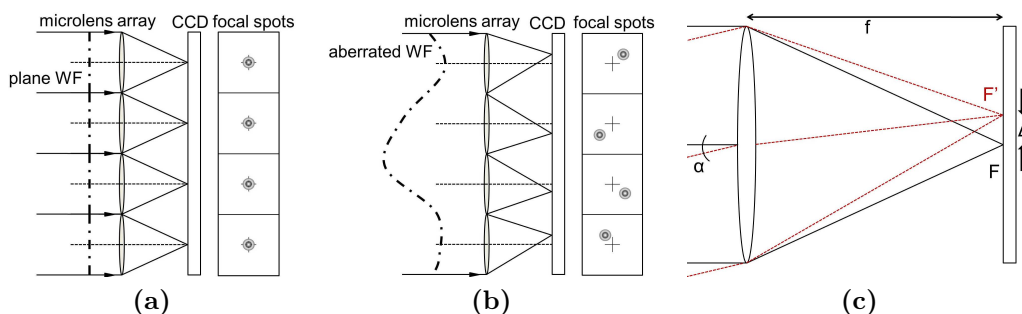 microlens array CCD focal spots
plane WF
(a)
microlens array CCD focal spots
aberrated WF
(b)
f
F'
Δ
F
α
(c)